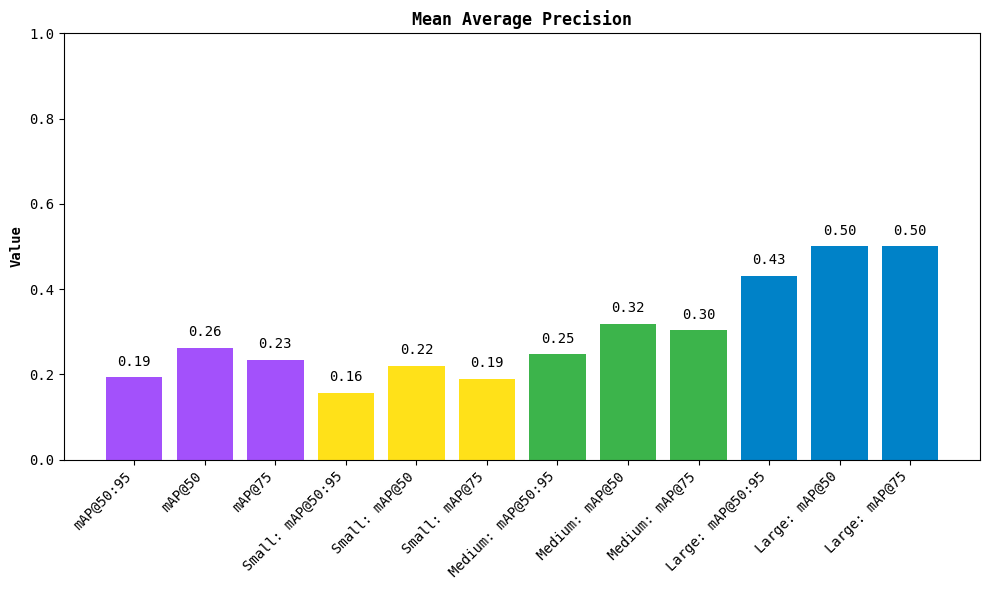 Mean Average Precision
Value
1.0
0.8
0.6
0.4
0.2
0.0
0.19
0.26
0.23
0.16
0.22
0.19
0.25
0.32
0.30
0.43
0.50
0.50
mAP@50:95
mAP@50
mAP@75
Small: mAP@50:95
Small: mAP@50
Small: mAP@75
Medium: mAP@50:95
Medium: mAP@50
Medium: mAP@75
Large: mAP@50:95
Large: mAP@50
Large: mAP@75